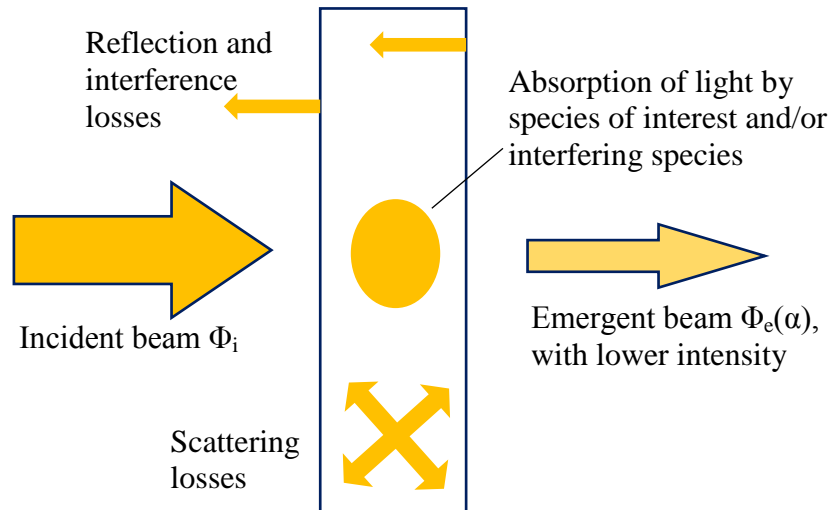 Reflection and
interference
losses
Absorption of light by
species of interest and/or
interfering species
Incident beam Φi
Emergent beam Φe(α),
with lower intensity
Scattering
losses